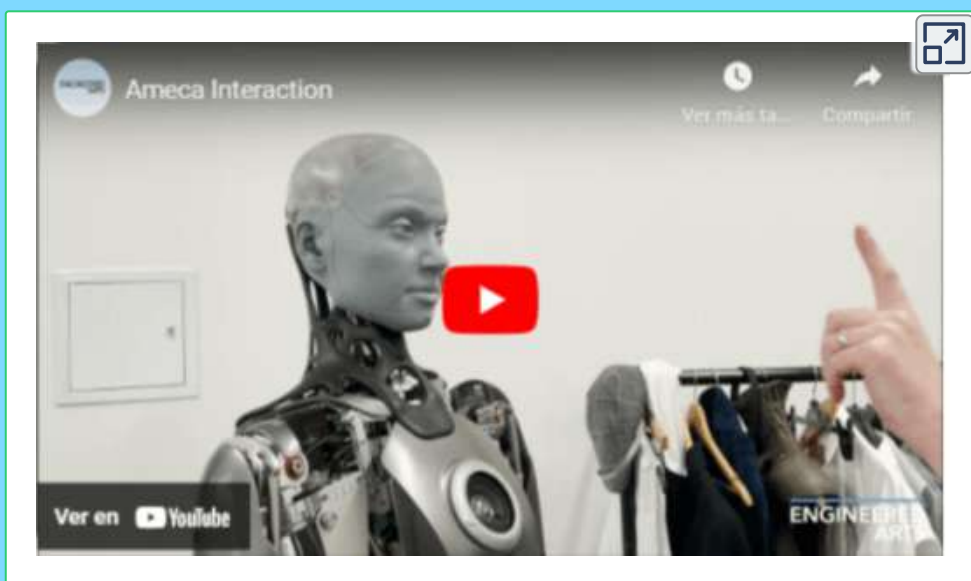 Ameca Interaction
Ver más ta...
Compartir
Ver en YouTube
ENGINEERED
ARTS